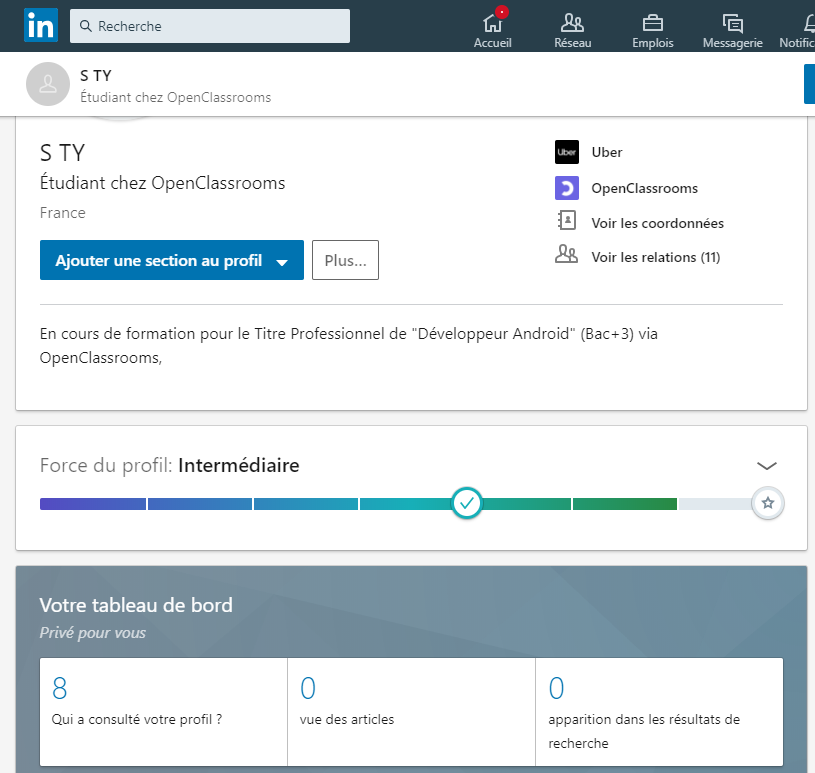 in
Recherche
Accueil
Réseau
Emplois
Messagerie
Notific
S TY
Étudiant chez OpenClassrooms
S TY
Étudiant chez OpenClassrooms
France
Ajouter une section au profil
Plus...
Uber
Uber
OpenClassrooms
Voir les coordonnées
Voir les relations (11)
En cours de formation pour le Titre Professionnel de "Développeur Android" (Bac+3) via
OpenClassrooms,
Force du profil: Intermédiaire
Votre tableau de bord
Privé pour vous
8
Qui a consulté votre profil ?
0
vue des articles
0
apparition dans les résultats de
recherche